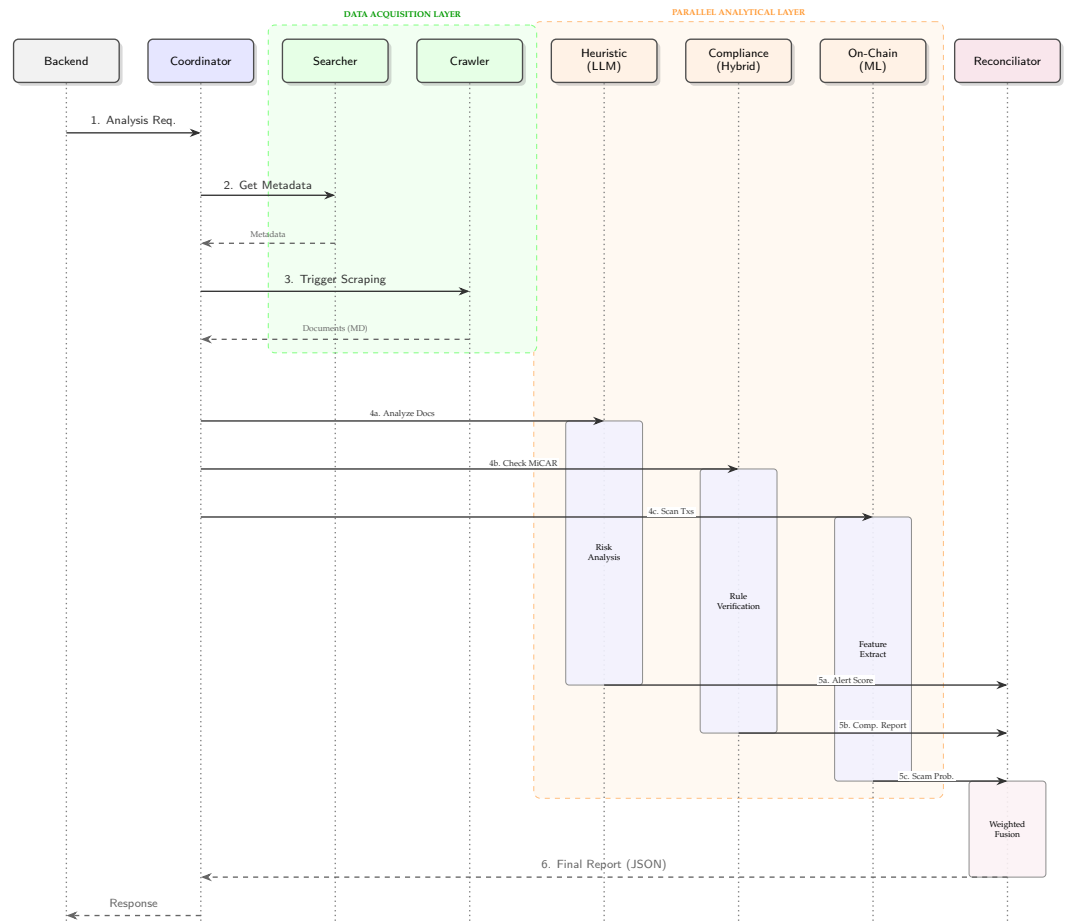 DATA ACQUISITION LAYER
PARALLEL ANALYTICAL LAYER
Backend
Coordinator
Searcher
Crawler
Heuristic
(LLM)
Compliance
(Hybrid)
On-Chain
(ML)
Reconciliator
1. Analysis Req.
2. Get Metadata
Metadata
3. Trigger Scraping
Documents (MD)
4a. Analyze Docs
4b. Check MiCAR
4c. Scan Txs
Risk
Analysis
Rule
Verification
Feature
Extract
5a. Alert Score
5b. Comp. Report
5c. Scam Prob.
Weighted
Fusion
6. Final Report (JSON)
Response